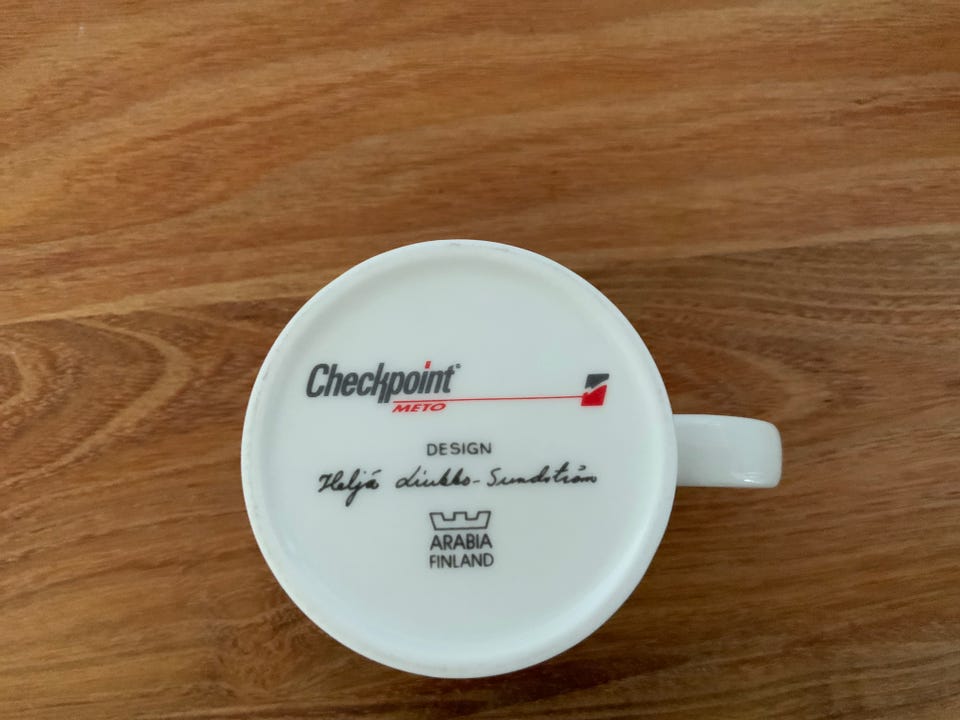 Checkpoint®
METO
DESIGN
Heljä Liukko-Sundström
ARABIA
FINLAND